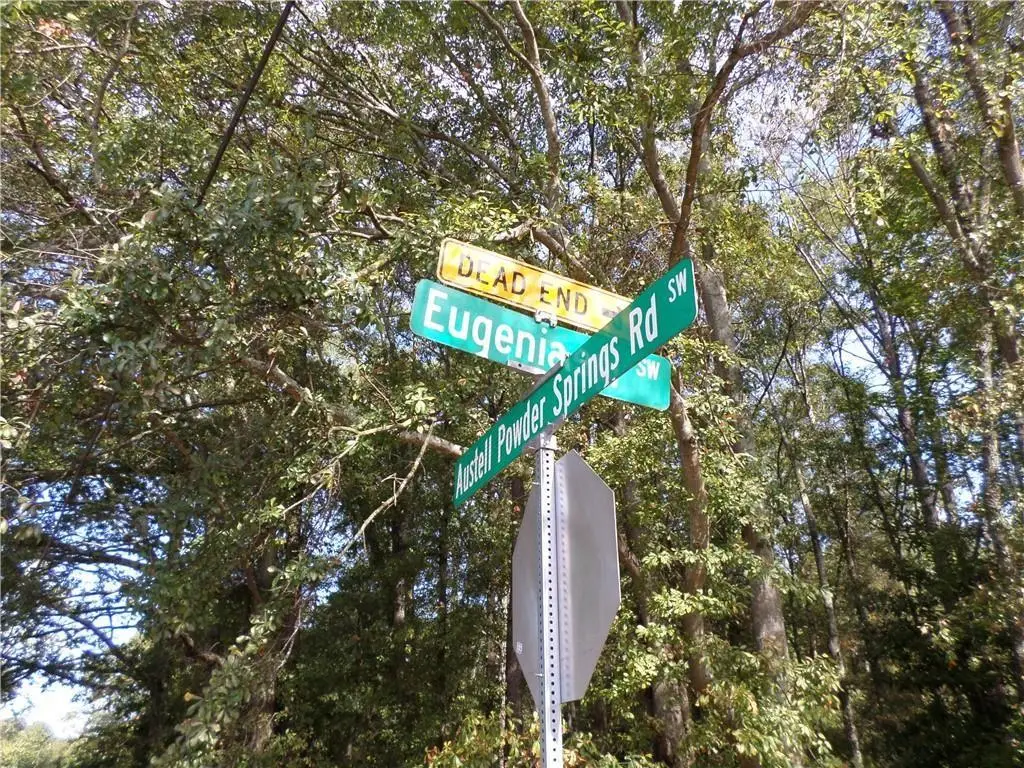 DEAD END
Eugenia
SW
Austell Powder Springs Rd SW